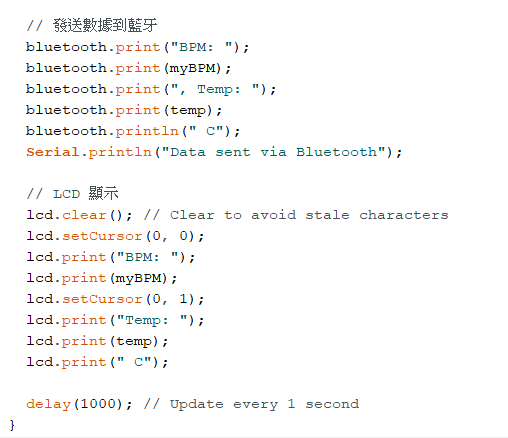 // 發送數據到藍牙
bluetooth.print("BPM: ");
bluetooth.print(myBPM);
bluetooth.print(", Temp: ");
bluetooth.print(temp);
bluetooth.println(" C");
Serial.println("Data sent via Bluetooth");
// LCD 顯示
lcd.clear(); // Clear to avoid stale characters
lcd.setCursor(0, 0);
lcd.print("BPM: ");
lcd.print(myBPM);
lcd.setCursor(0, 1);
lcd.print("Temp: ");
lcd.print(temp);
lcd.print(" C");
delay(1000); // Update every 1 second
}